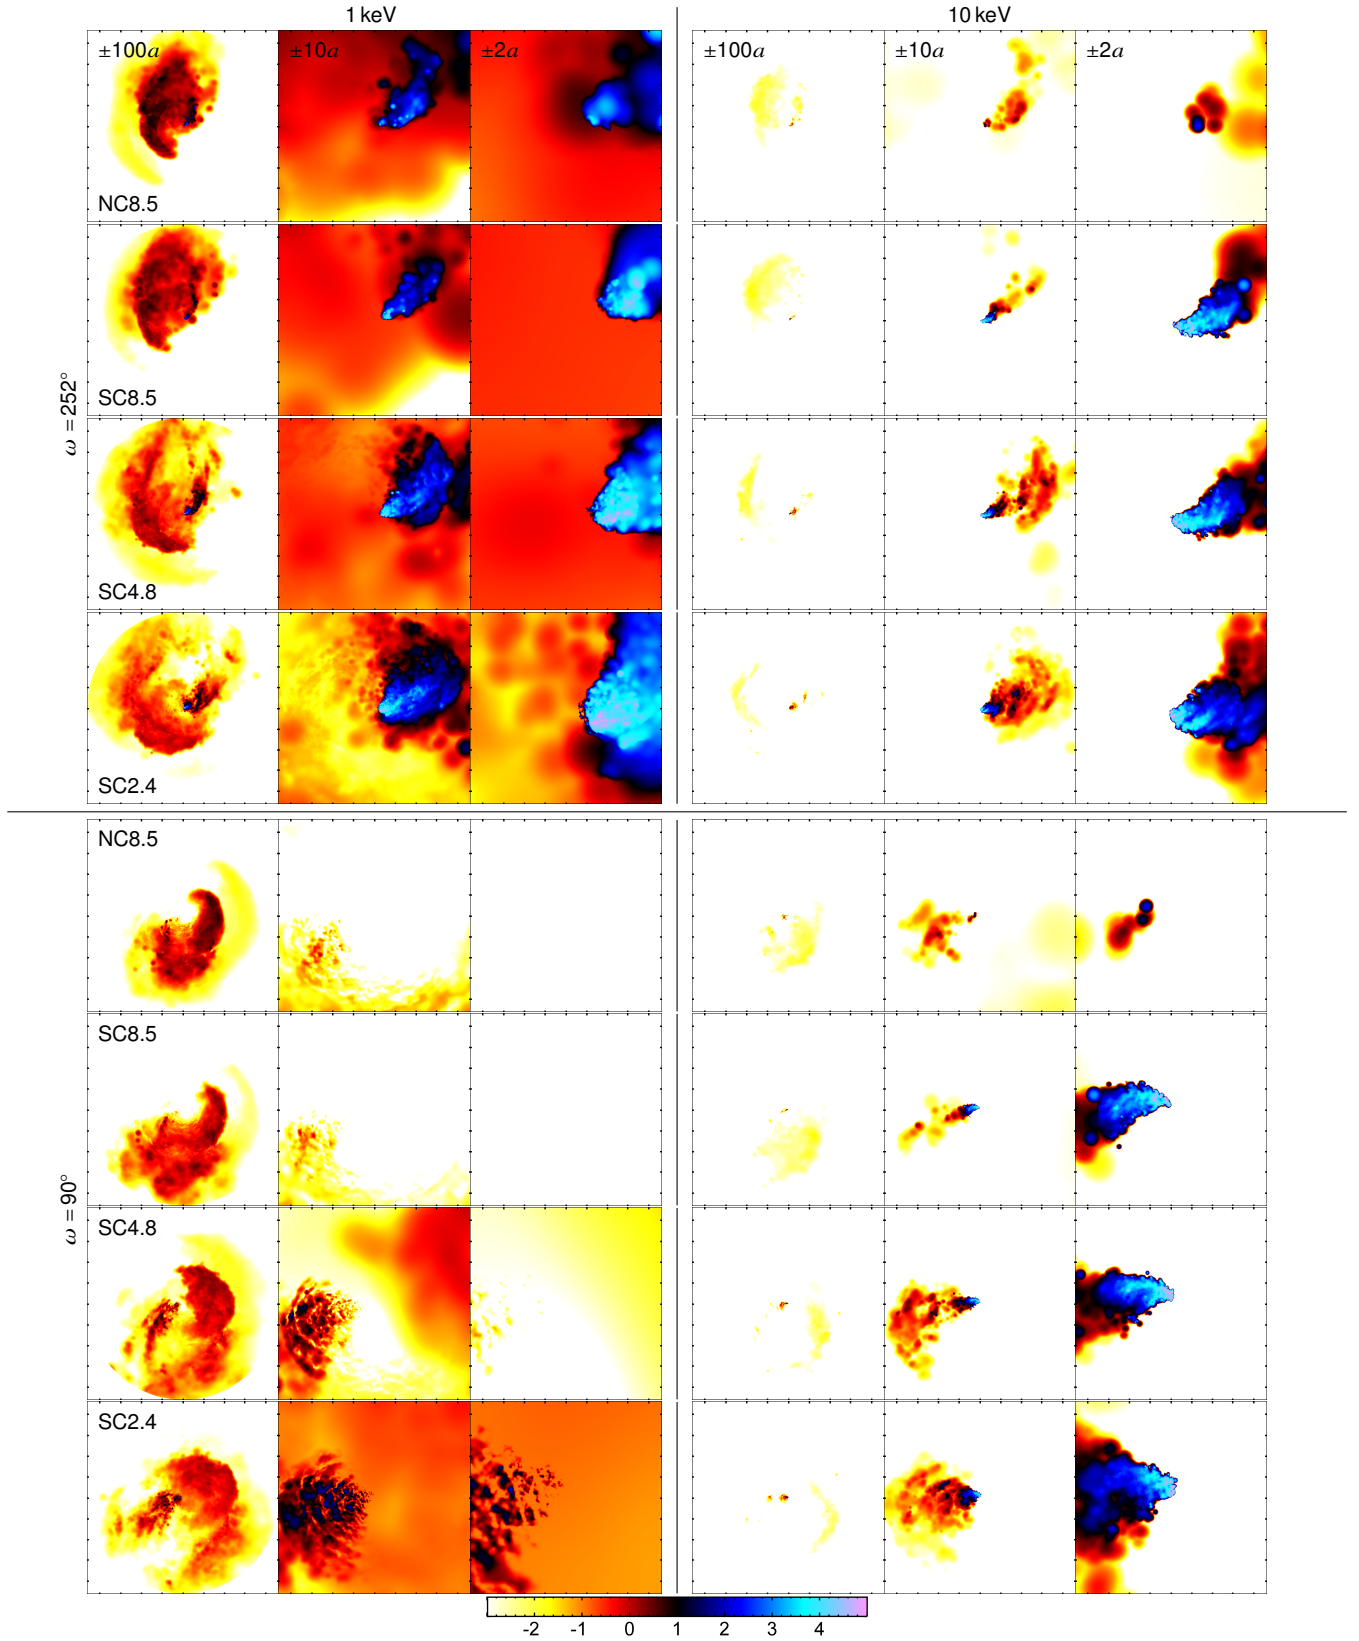 1 keV
10 keV
±100a
±10a
±2a
±100a
±10a
±2a
NC8.5
SC8.5
ω = 252°
SC4.8
SC2.4
NC8.5
SC8.5
ω = 90°
SC4.8
SC2.4
-2 -1 0 1 2 3 4